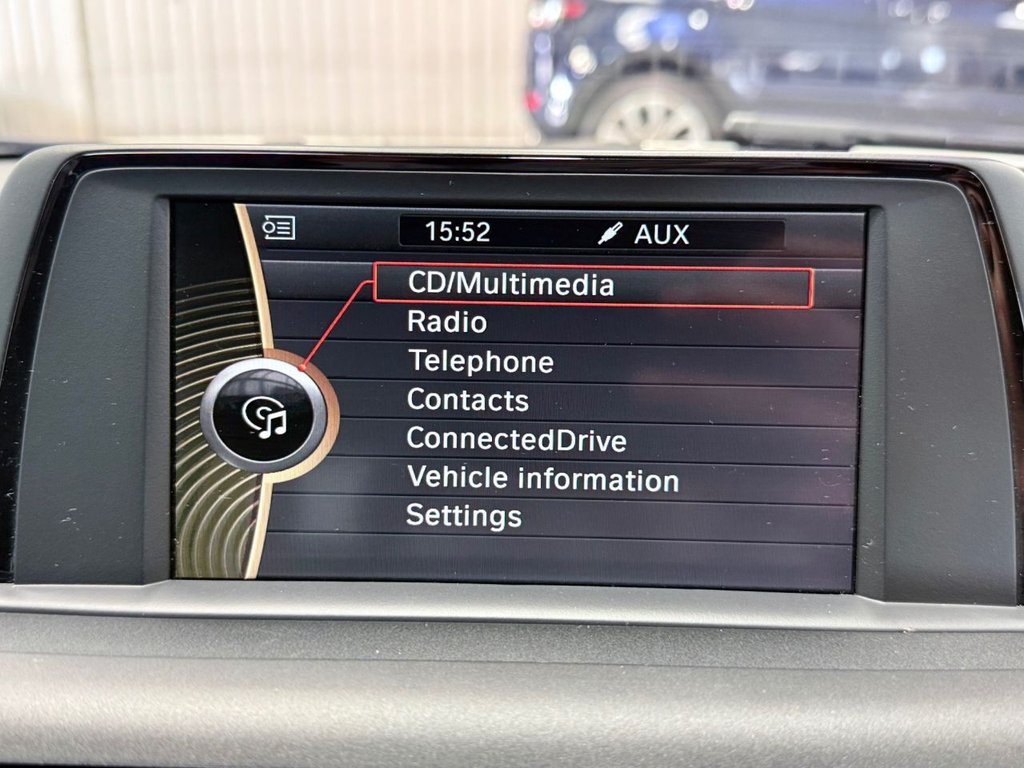 15:52 AUX
CD/Multimedia
Radio
Telephone
Contacts
ConnectedDrive
Vehicle information
Settings